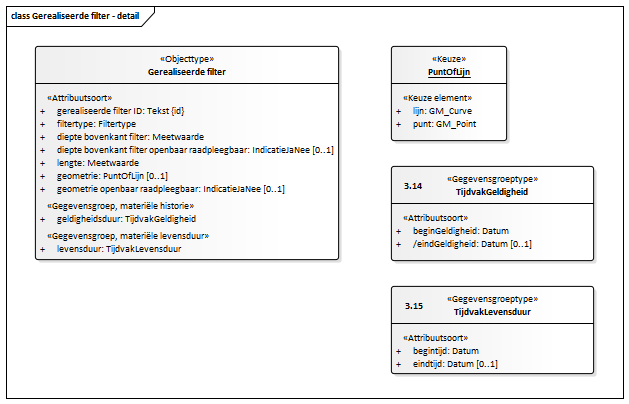 class Gerealiseerde filter - detail
«Objecttype»
Gerealiseerde filter
«Attribuutsoort»
+ gerealiseerde filter ID: Tekst {id}
+ filtertype: Filtertype
+ diepte bovenkant filter: Meetwaarde
+ diepte bovenkant filter openbaar raadpleegbaar: IndicatieJaNee [0..1]
+ lengte: Meetwaarde
+ geometrie: PuntOfLijn [0..1]
+ geometrie openbaar raadpleegbaar: IndicatieJaNee [0..1]
«Gegevensgroep, materiële historie»
+ geldigheidsduur: TijdvakGeldigheid
«Gegevensgroep, materiële levensduur»
+ levensduur: TijdvakLevensduur
«Keuze»
PuntOfLijn
«Keuze element»
+ lijn: GM_Curve
+ punt: GM_Point
3.14 «Gegevensgroeptype»
TijdvakGeldigheid
«Attribuutsoort»
+ beginGeldigheid: Datum
+ /eindGeldigheid: Datum [0..1]
3.15 «Gegevensgroeptype»
TijdvakLevensduur
«Attribuutsoort»
+ begintijd: Datum
+ eindtijd: Datum [0..1]